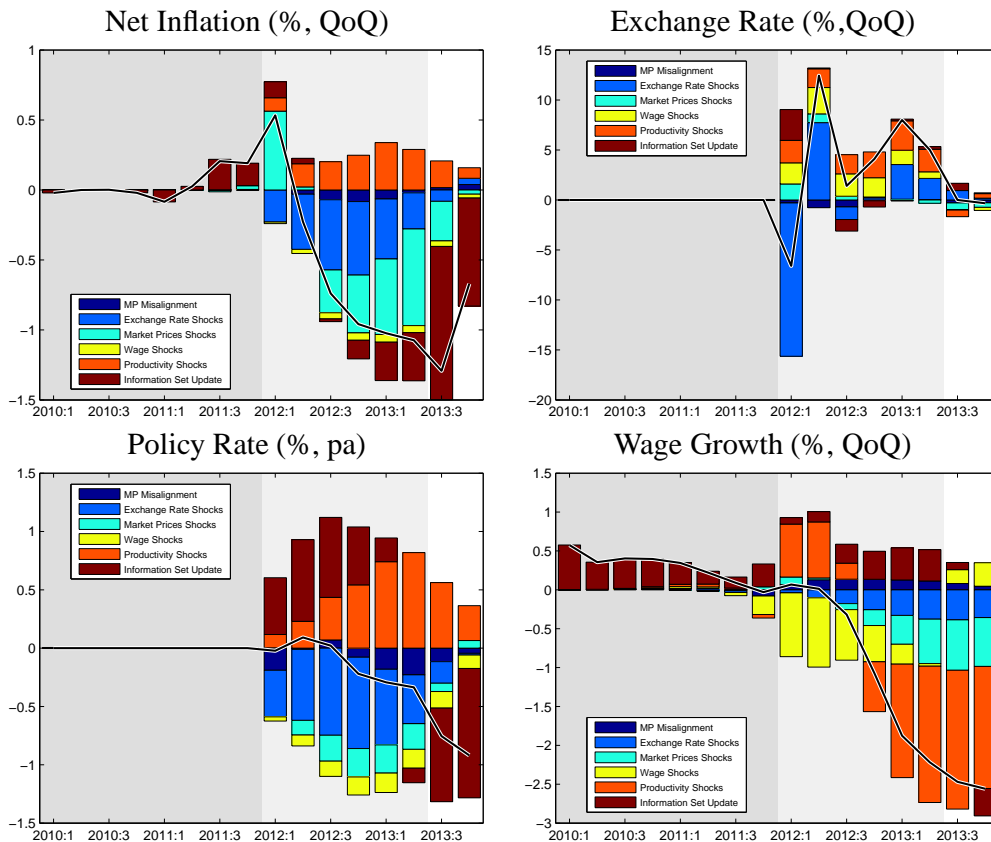 Net Inflation (%, QoQ)
1
0.5
0
−0.5
−1
−1.5
MP Misalignment
Exchange Rate Shocks
Market Prices Shocks
Wage Shocks
Productivity Shocks
Information Set Update
2010:1 2010:3 2011:1 2011:3 2012:1 2012:3 2013:1 2013:3
Exchange Rate (%,QoQ)
15
10
5
0
−5
−10
−15
−20
MP Misalignment
Exchange Rate Shocks
Market Prices Shocks
Wage Shocks
Productivity Shocks
Information Set Update
2010:1 2010:3 2011:1 2011:3 2012:1 2012:3 2013:1 2013:3
Policy Rate (%, pa)
1.5
1
0.5
0
−0.5
−1
−1.5
MP Misalignment
Exchange Rate Shocks
Market Prices Shocks
Wage Shocks
Productivity Shocks
Information Set Update
2010:1 2010:3 2011:1 2011:3 2012:1 2012:3 2013:1 2013:3
Wage Growth (%, QoQ)
1.5
1
0.5
0
−0.5
−1
−1.5
−2
−2.5
−3
MP Misalignment
Exchange Rate Shocks
Market Prices Shocks
Wage Shocks
Productivity Shocks
Information Set Update
2010:1 2010:3 2011:1 2011:3 2012:1 2012:3 2013:1 2013:3